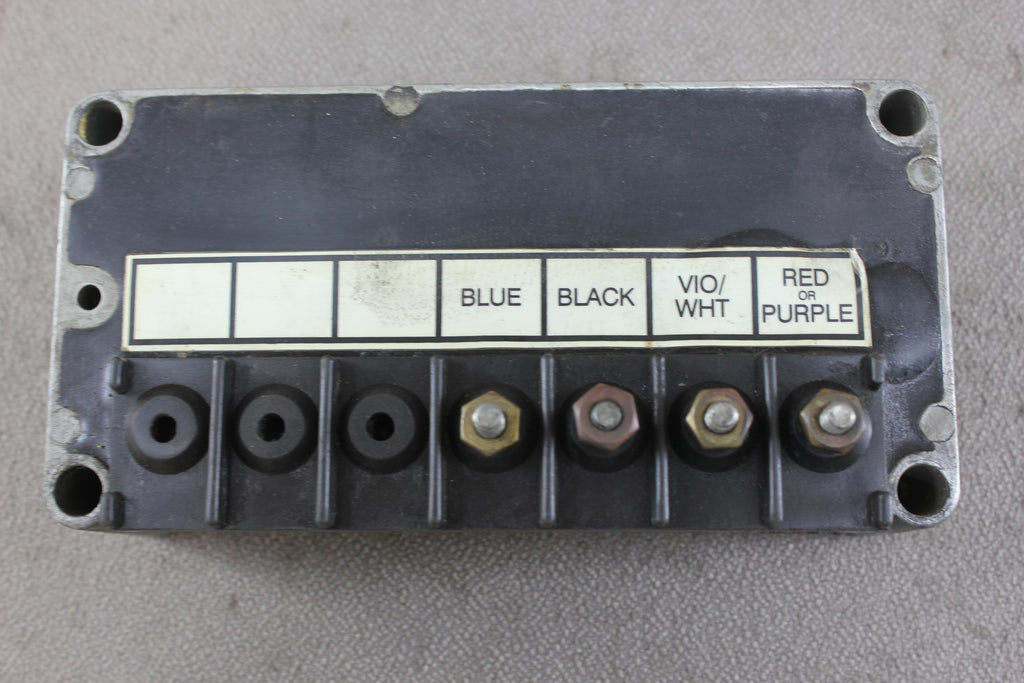 BLUE
BLACK
VIO/
WHT
RED
OR
PURPLE